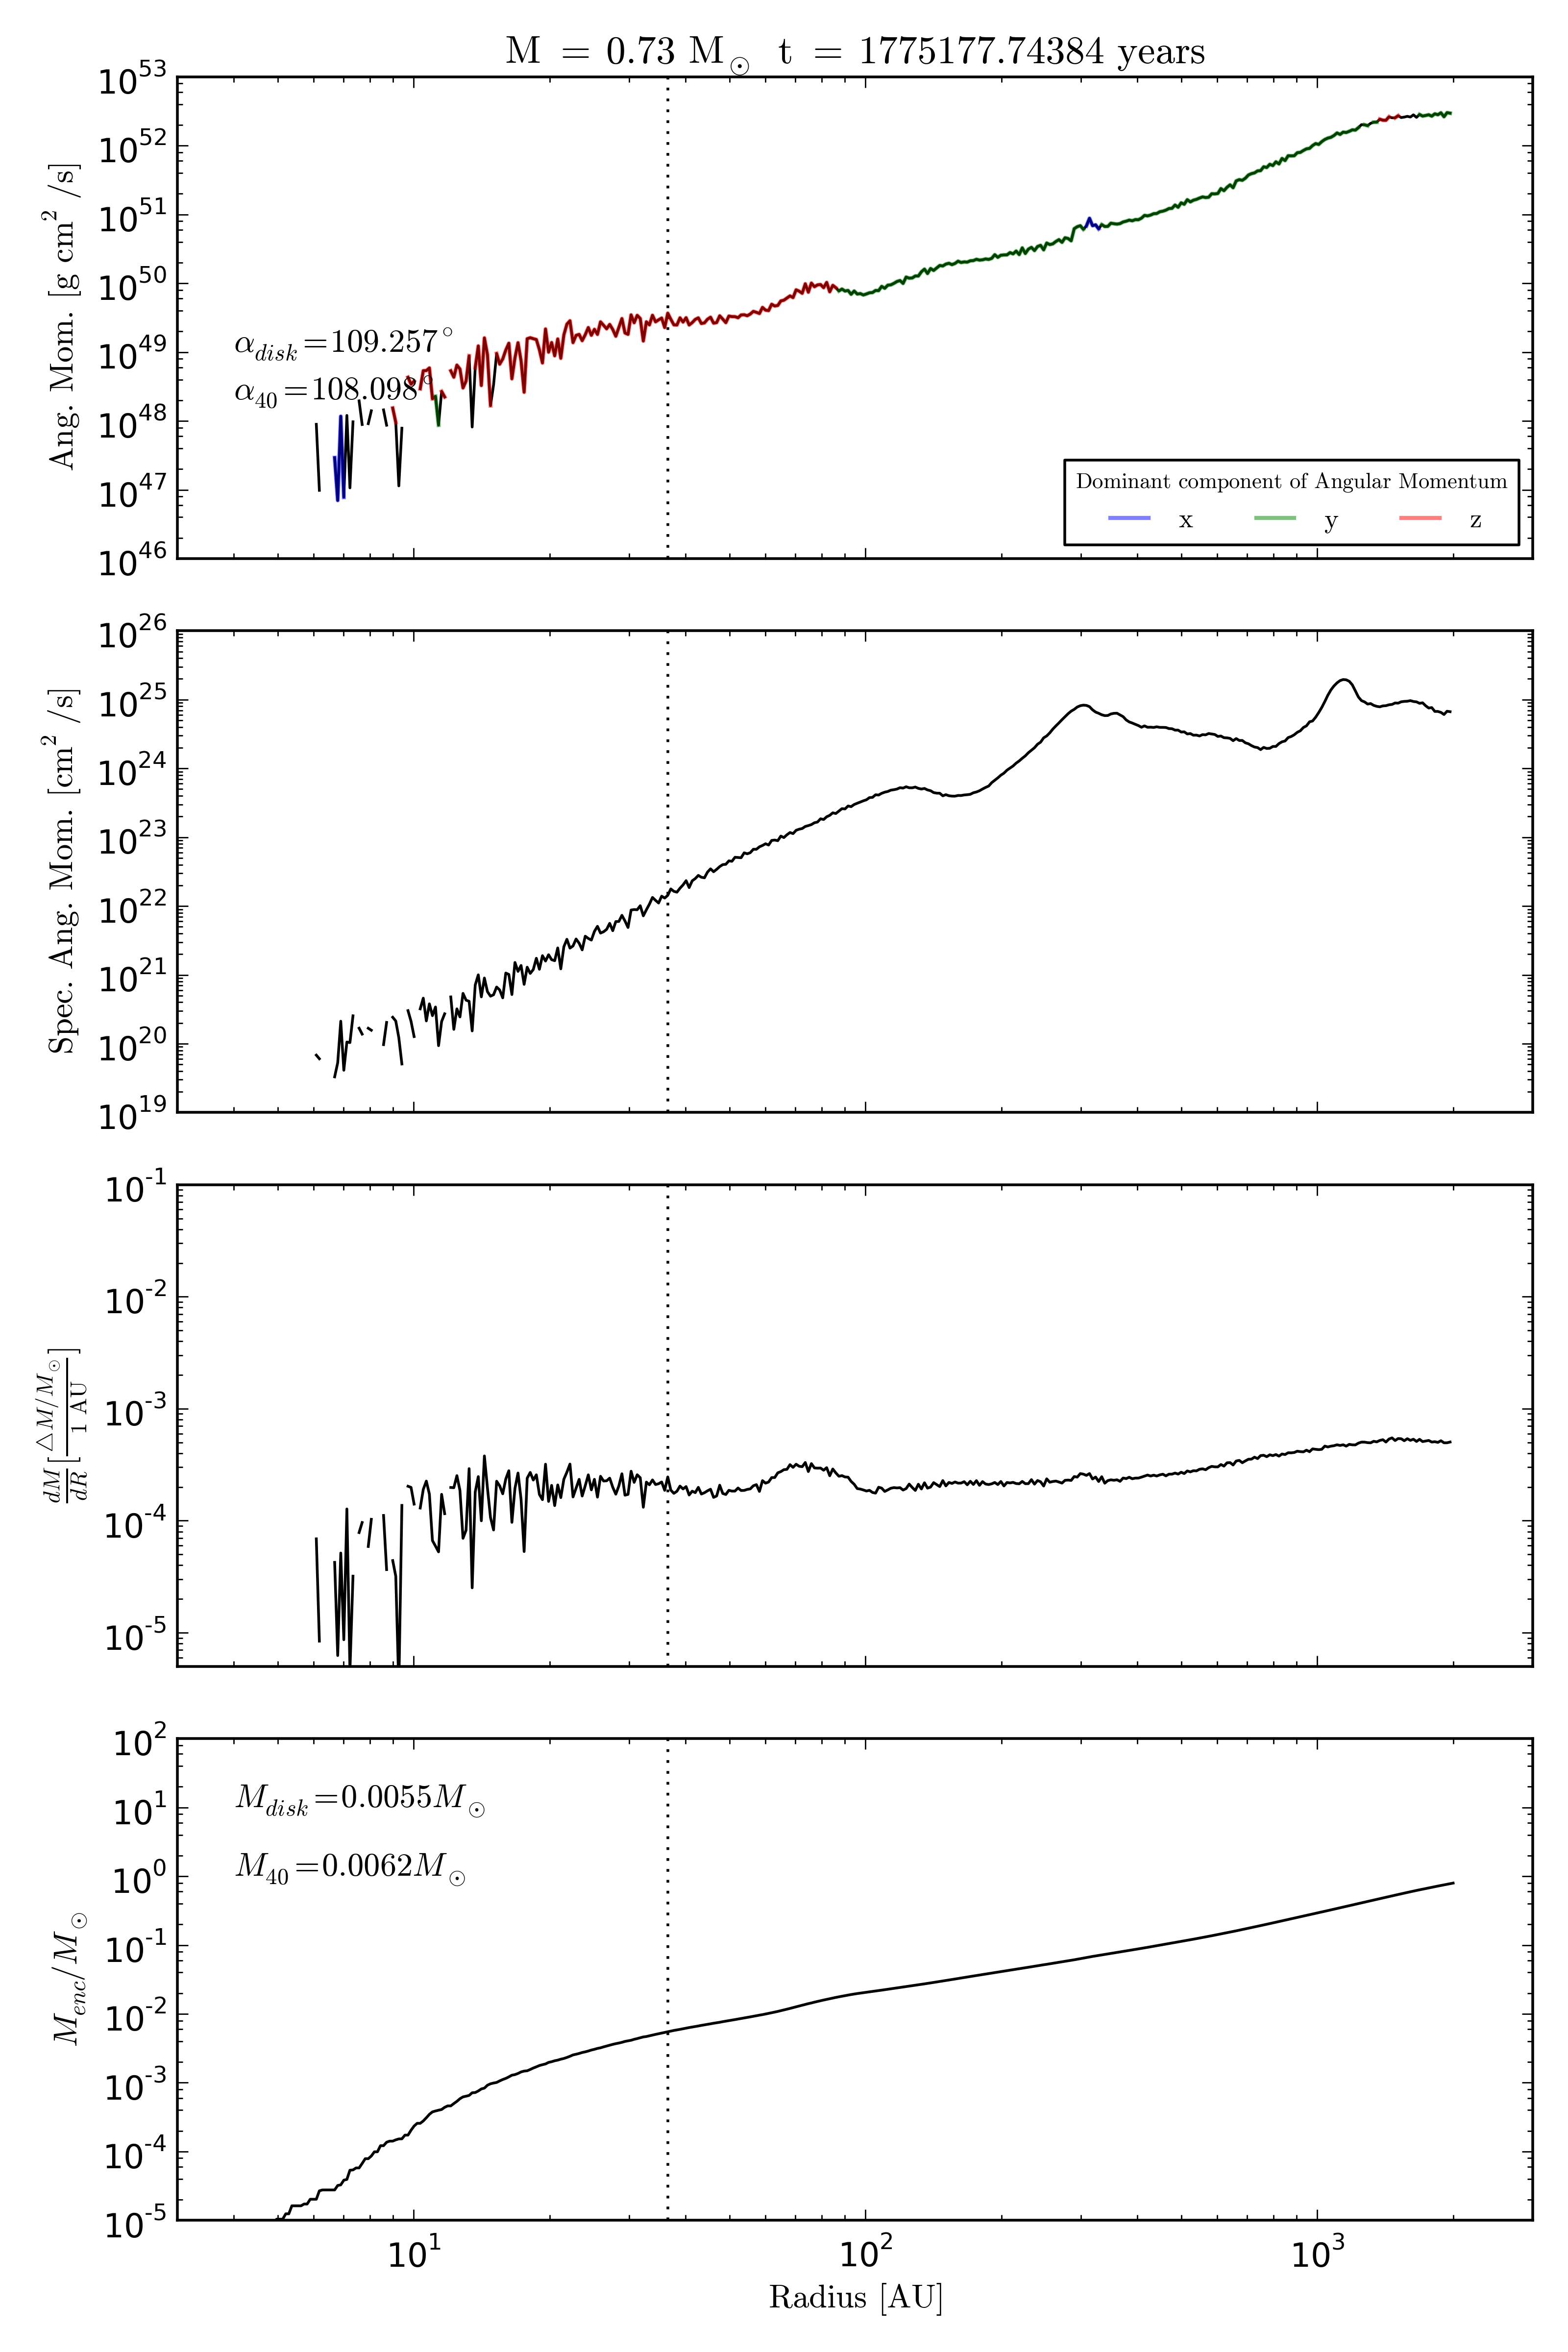 M = 0.73 M⊙ t = 1775177.74384 years
10^53
10^52
10^51
10^50
10^49
10^48
10^47
10^46
Ang. Mom. [g cm^2 /s]
α_disk=109.257°
α_40=108.098°
Dominant component of Angular Momentum
x y z
10^26
10^25
10^24
10^23
10^22
10^21
10^20
10^19
Spec. Ang. Mom. [cm^2 /s]
10^-1
10^-2
10^-3
10^-4
10^-5
dM/dR [△M/M⊙ / 1 AU]
10^2
10^1
10^0
10^-1
10^-2
10^-3
10^-4
10^-5
M_enc/M⊙
M_disk=0.0055M⊙
M_40=0.0062M⊙
10^1 10^2 10^3
Radius [AU]